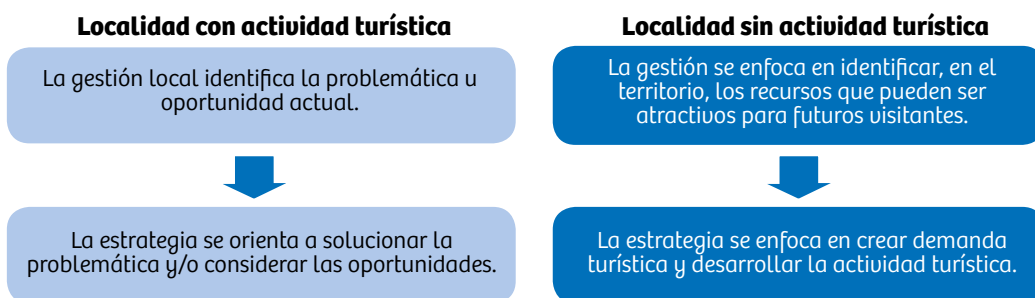 Localidad con actividad turística
La gestión local identifica la problemática u
oportunidad actual.
La estrategia se orienta a solucionar la
problemática y/o considerar las oportunidades.
Localidad sin actividad turística
La gestión se enfoca en identificar, en el
territorio, los recursos que pueden ser
atractivos para futuros visitantes.
La estrategia se enfoca en crear demanda
turística y desarrollar la actividad turística.